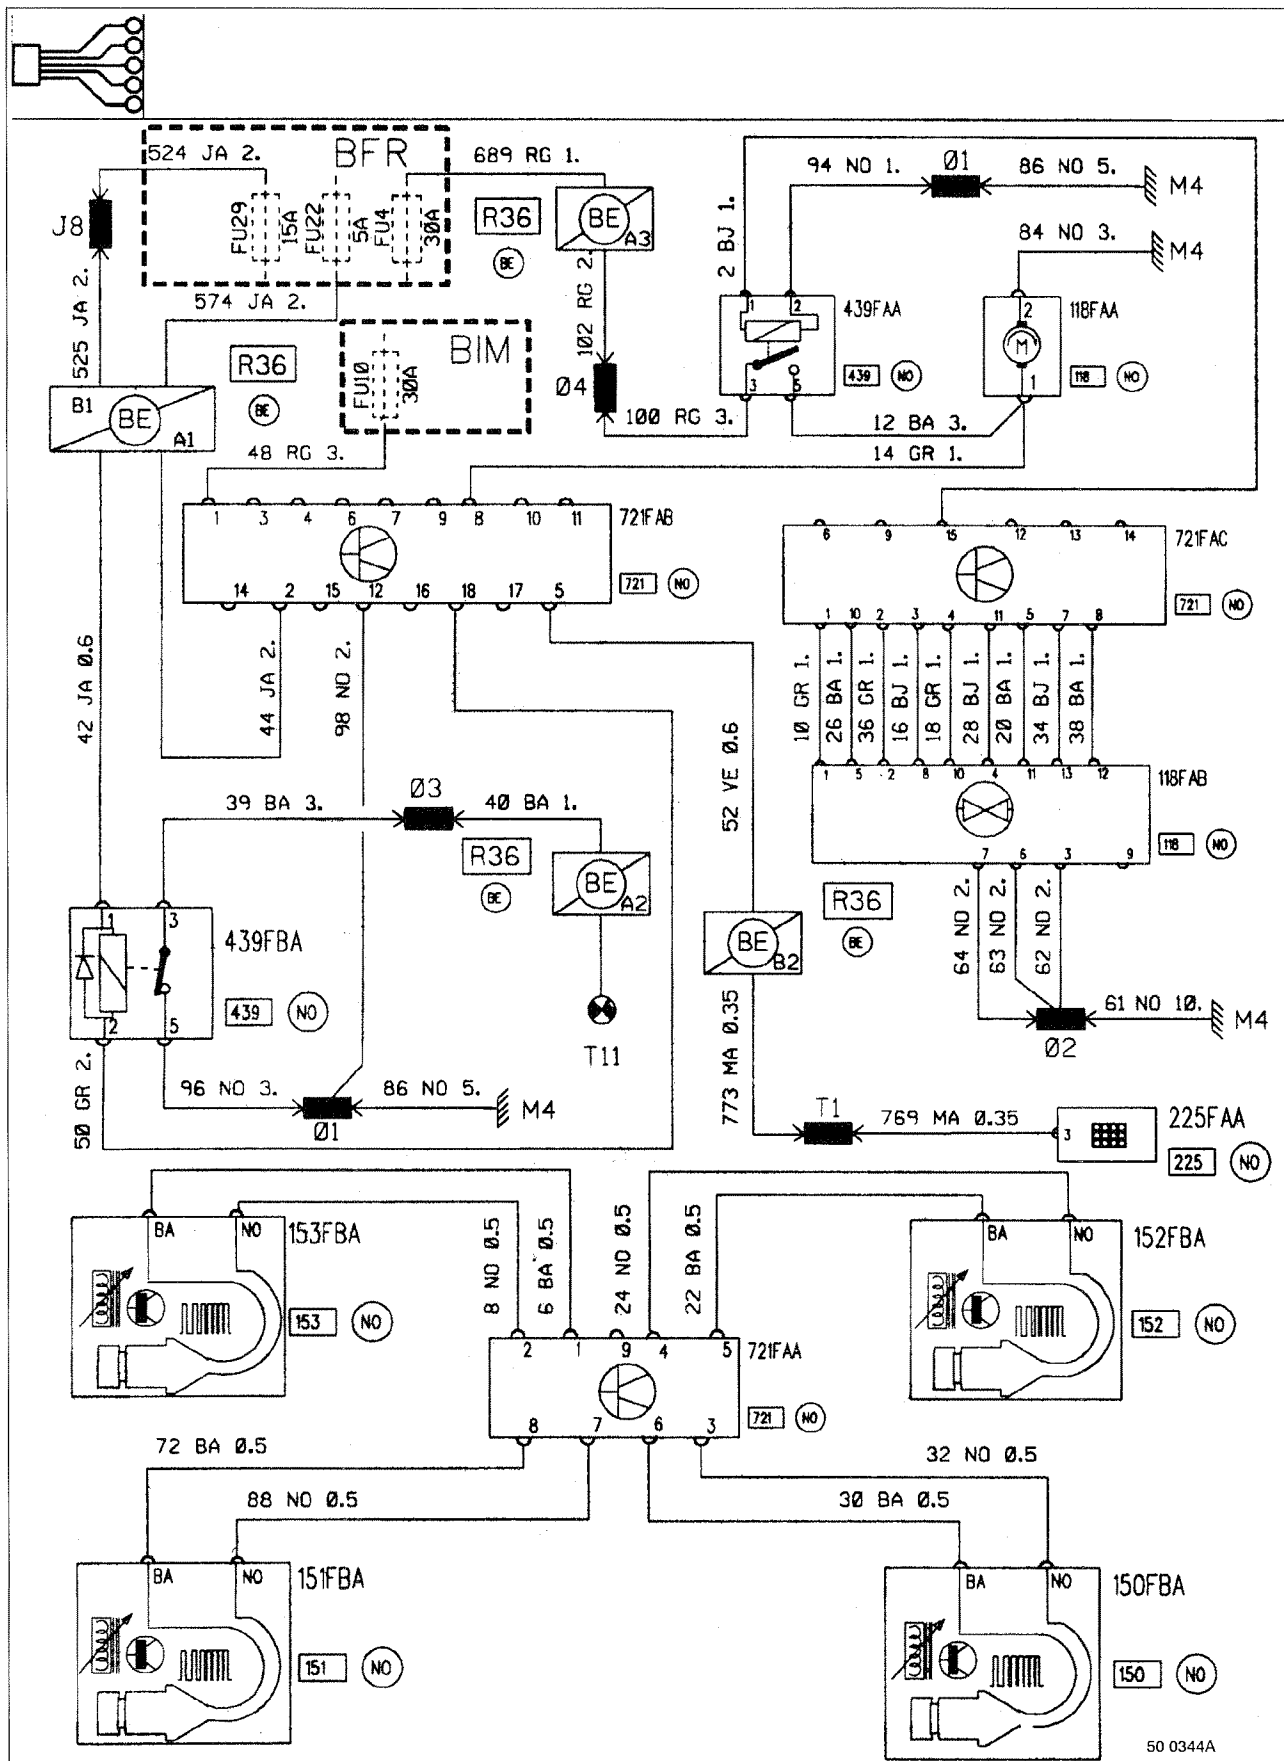 524 JA 2.
BFR
689 RG 1.
94 NO 1.
Ø1
86 NO 5.
M4
J8
FU29
15A
FU22
5A
FU4
30A
R36
BE
BE
A3
2 BJ 1.
84 NO 3.
M4
525 JA 2.
574 JA 2.
102 RG 2.
1
2
439FAA
2
118FAA
R36
BE
BIM
FU10
30A
Ø4
439
NO
M
118
NO
B1
BE
A1
3
5
1
100 RG 3.
12 BA 3.
48 RG 3.
14 GR 1.
1
3
4
6
7
9
8
10
11
721FAB
6
9
15
12
13
14
721FAC
721
NO
14
2
15
12
16
18
17
5
721
NO
1
10
2
3
4
11
5
7
8
42 JA 0.6
44 JA 2.
98 NO 2.
52 VE 0.6
10 GR 1.
26 BA 1.
36 GR 1.
16 BJ 1.
18 GR 1.
28 BJ 1.
20 BA 1.
34 BJ 1.
38 BA 1.
1
5
2
8
10
4
11
13
12
118FAB
39 BA 3.
Ø3
40 BA 1.
118
NO
R36
BE
BE
A2
7
6
3
9
R36
BE
1
3
439FBA
BE
B2
64 NO 2.
63 NO 2.
62 NO 2.
439
NO
2
5
T11
61 NO 10.
M4
Ø2
50 GR 2.
96 NO 3.
86 NO 5.
M4
Ø1
773 MA 0.35
T1
769 MA 0.35
3
225FAA
225
NO
BA
NO
153FBA
8 NO 0.5
6 BA 0.5
24 NO 0.5
22 BA 0.5
BA
NO
152FBA
153
NO
152
NO
2
1
9
4
5
721FAA
721
NO
8
7
6
3
72 BA 0.5
32 NO 0.5
88 NO 0.5
30 BA 0.5
BA
NO
151FBA
BA
NO
150FBA
151
NO
150
NO
50 0344A